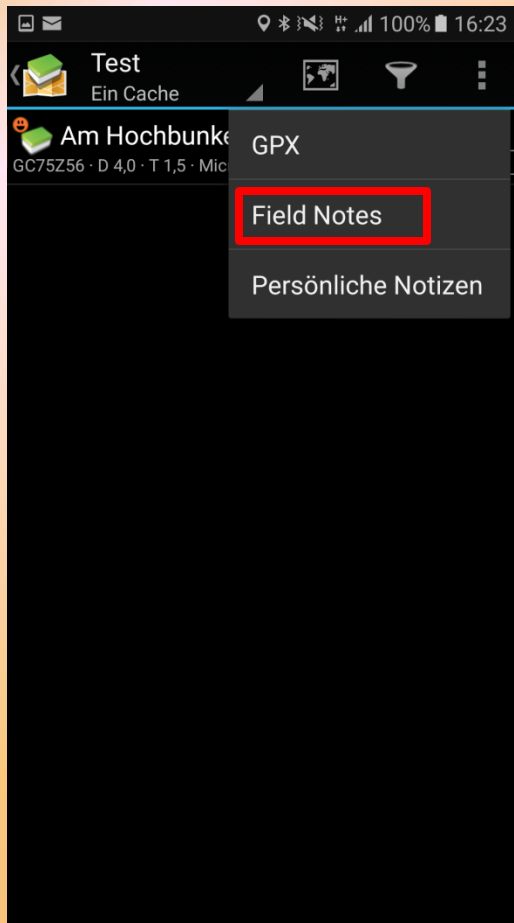 100% 16:23
Test
Ein Cache
Am Hochbunke
GC75Z56 · D 4,0 · T 1,5 · Mic
GPX
Field Notes
Persönliche Notizen